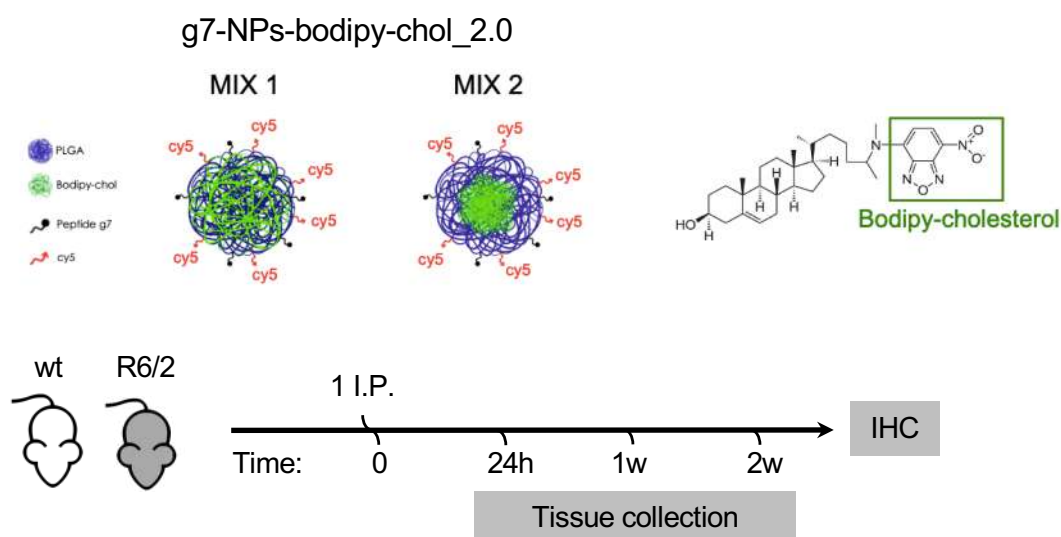 g7-NPs-bodipy-chol_2.0
MIX 1
MIX 2
PLGA
Bodipy-chol
Peptide g7
cy5
cy5
cy5
cy5
cy5
cy5
cy5
cy5
cy5
cy5
cy5
cy5
cy5
HO
H
H
H
H
N
N
O
N
N+
O
O-
Bodipy-cholesterol
wt
R6/2
1 I.P.
Time:
0
24h
1w
2w
IHC
Tissue collection